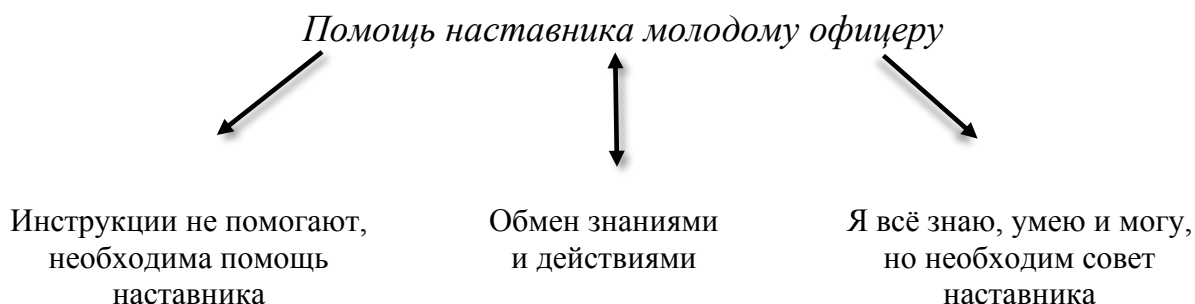 Помощь наставника молодому офицеру
Инструкции не помогают,
необходима помощь
наставника
Обмен знаниями
и действиями
Я всё знаю, умею и могу,
но необходим совет
наставника